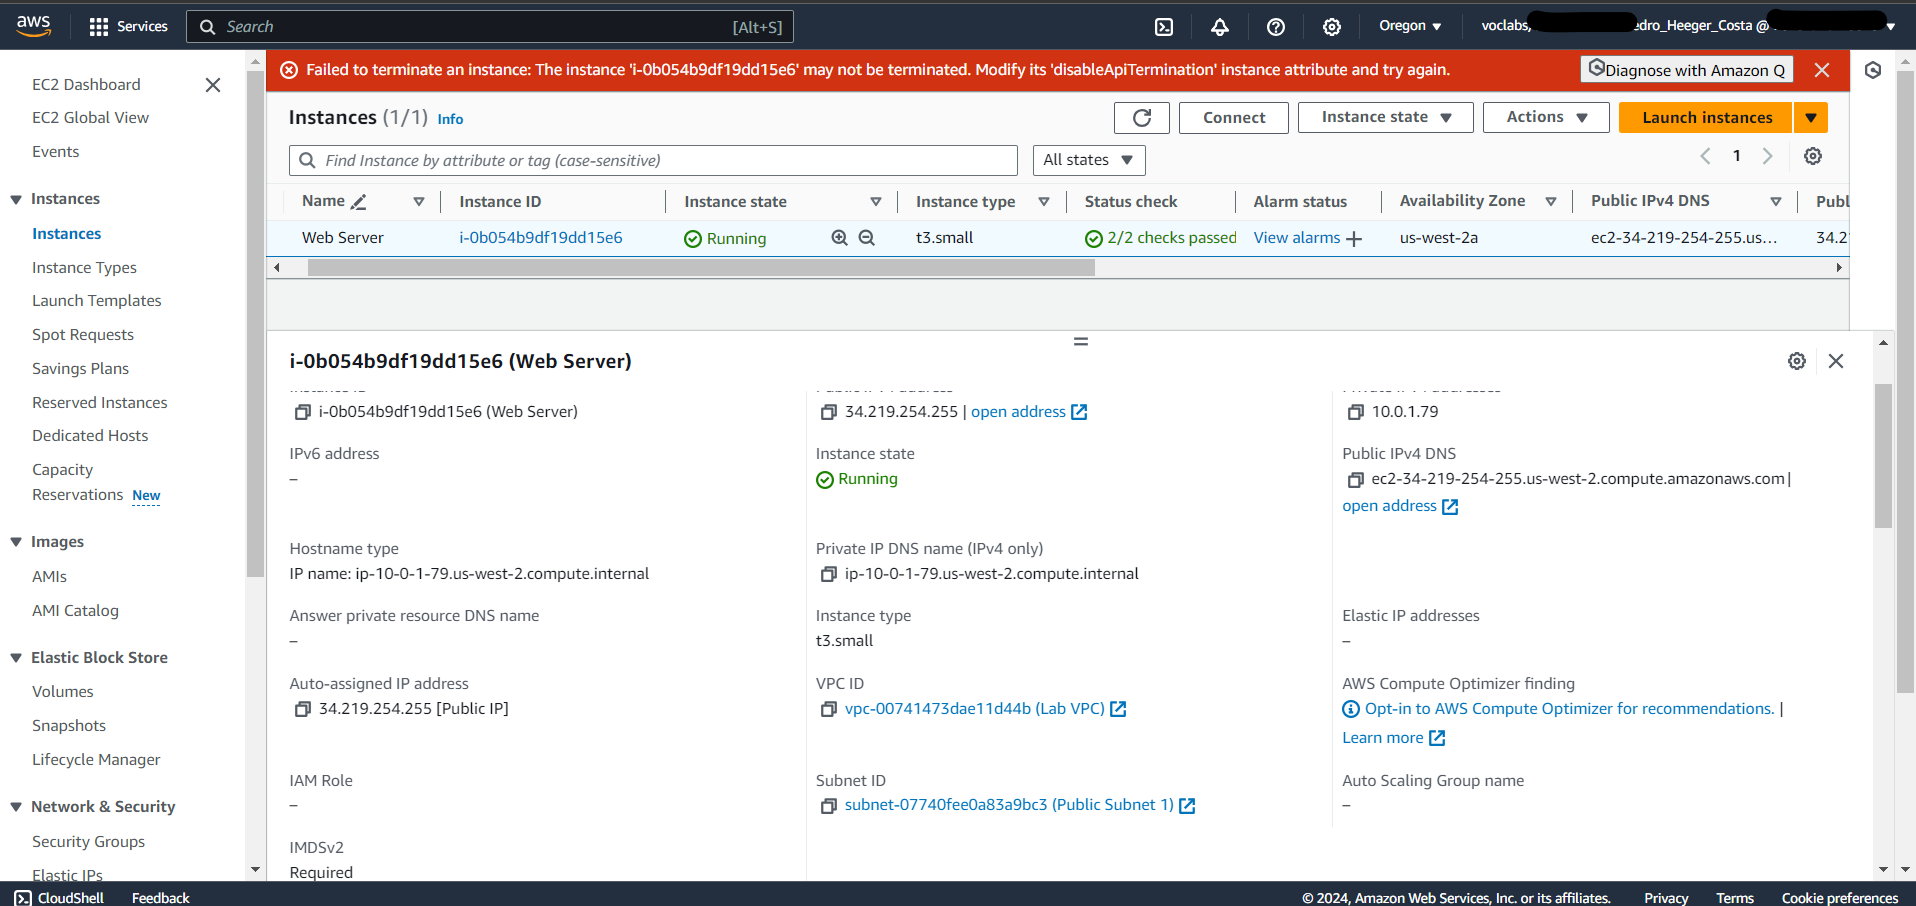 aws
Services
Search
[Alt+S]
Oregon
voclabs,
edro_Heeger_Costa @
EC2 Dashboard
EC2 Global View
Events
Instances
Instances
Instance Types
Launch Templates
Spot Requests
Savings Plans
Reserved Instances
Dedicated Hosts
Capacity
Reservations New
Images
AMIs
AMI Catalog
Elastic Block Store
Volumes
Snapshots
Lifecycle Manager
Network & Security
Security Groups
Elastic IPs
Failed to terminate an instance: The instance 'i-0b054b9df19dd15e6' may not be terminated. Modify its 'disableApiTermination' instance attribute and try again.
Diagnose with Amazon Q
Instances (1/1) Info
Connect
Instance state
Actions
Launch instances
Find Instance by attribute or tag (case-sensitive)
All states
1
Name Instance ID Instance state Instance type Status check Alarm status Availability Zone Public IPv4 DNS Publ
Web Server i-0b054b9df19dd15e6 Running t3.small 2/2 checks passed View alarms us-west-2a ec2-34-219-254-255.us... 34.2
i-0b054b9df19dd15e6 (Web Server)
i-0b054b9df19dd15e6 (Web Server)
34.219.254.255 | open address
10.0.1.79
IPv6 address
–
Instance state
Running
Public IPv4 DNS
ec2-34-219-254-255.us-west-2.compute.amazonaws.com |
open address
Hostname type
IP name: ip-10-0-1-79.us-west-2.compute.internal
Private IP DNS name (IPv4 only)
ip-10-0-1-79.us-west-2.compute.internal
Answer private resource DNS name
–
Instance type
t3.small
Elastic IP addresses
–
Auto-assigned IP address
34.219.254.255 [Public IP]
VPC ID
vpc-00741473dae11d44b (Lab VPC)
AWS Compute Optimizer finding
Opt-in to AWS Compute Optimizer for recommendations. |
Learn more
IAM Role
–
Subnet ID
subnet-07740fee0a83a9bc3 (Public Subnet 1)
Auto Scaling Group name
–
IMDSv2
Required
CloudShell
Feedback
© 2024, Amazon Web Services, Inc. or its affiliates.
Privacy
Terms
Cookie preferences